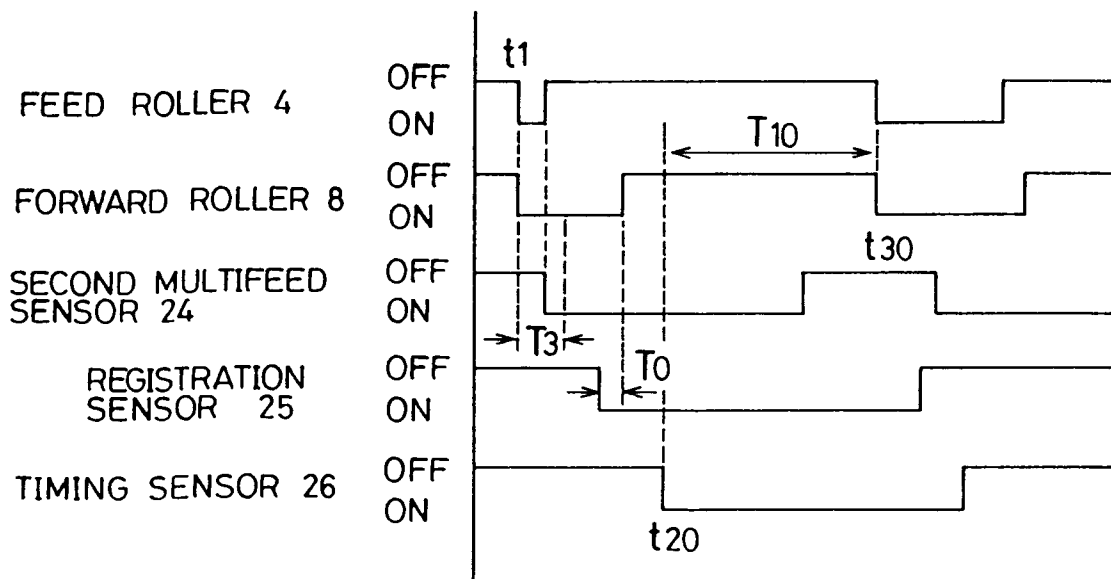 t1
FEED ROLLER 4
OFF
ON
T10
FORWARD ROLLER 8
OFF
ON
t30
SECOND MULTIFEED
SENSOR 24
OFF
ON
T3
T0
REGISTRATION
SENSOR 25
OFF
ON
TIMING SENSOR 26
OFF
ON
t20